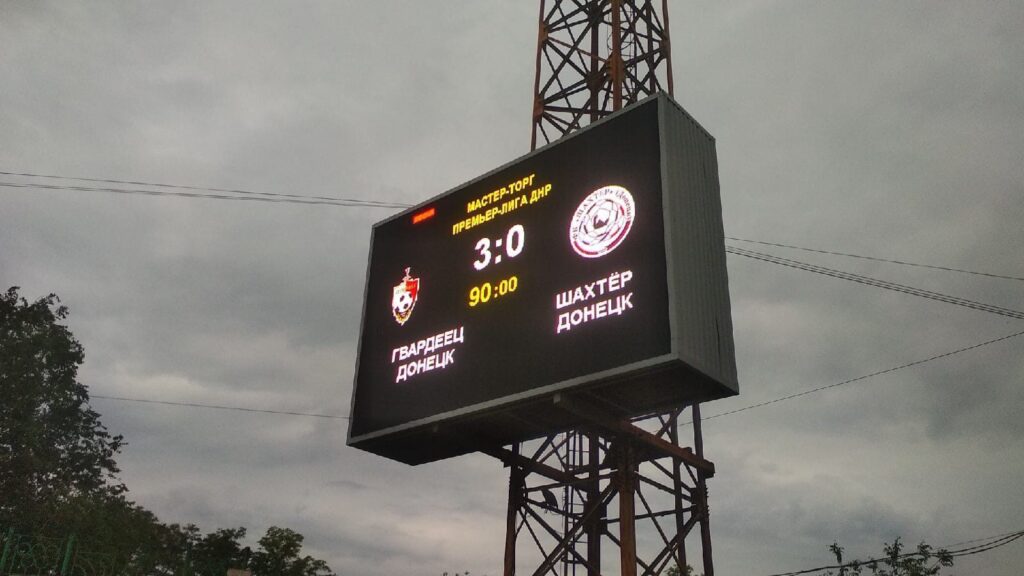 МАСТЕР-ТОРГ
ПРЕМЬЕР-ЛИГА ДНР
3:0
90:00
ГВАРДЕЕЦ
ДОНЕЦК
ШАХТЁР
ДОНЕЦК